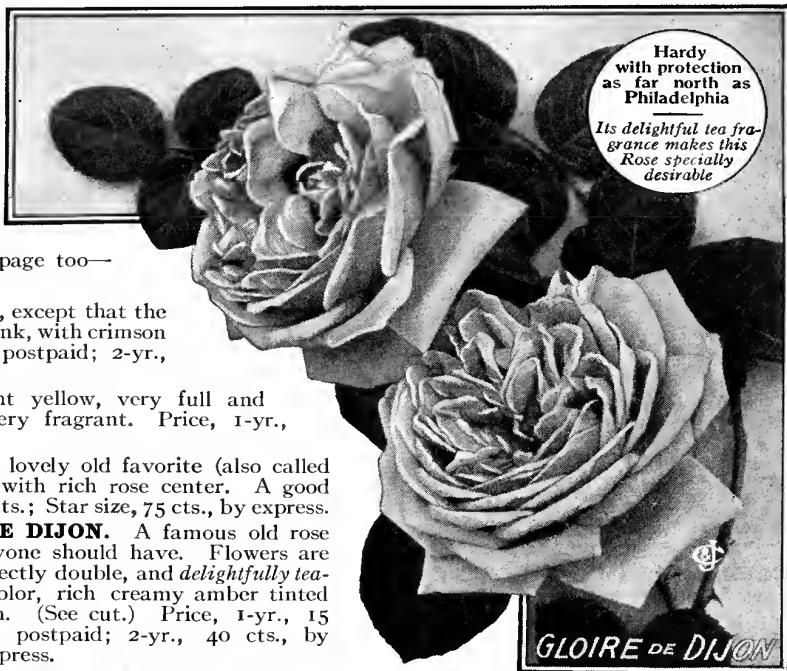 Hardy
with protection
as far north as
Philadelphia
Its delightful tea fra-
grance makes this
Rose specially
desirable
page too—
, except that the
nk, with crimson
postpaid; 2-yr.,
nt yellow, very full and
ery fragrant. Price, 1-yr.,
lovely old favorite (also called
with rich rose center. A good
ts.; Star size, 75 cts., by express.
E DIJON. A famous old rose
yone should have. Flowers are
ectly double, and delightfully tea-
olor, rich creamy amber tinted
n. (See cut.) Price, 1-yr., 15
postpaid; 2-yr., 40 cts., by
press.
GLOIRE DE DIJON